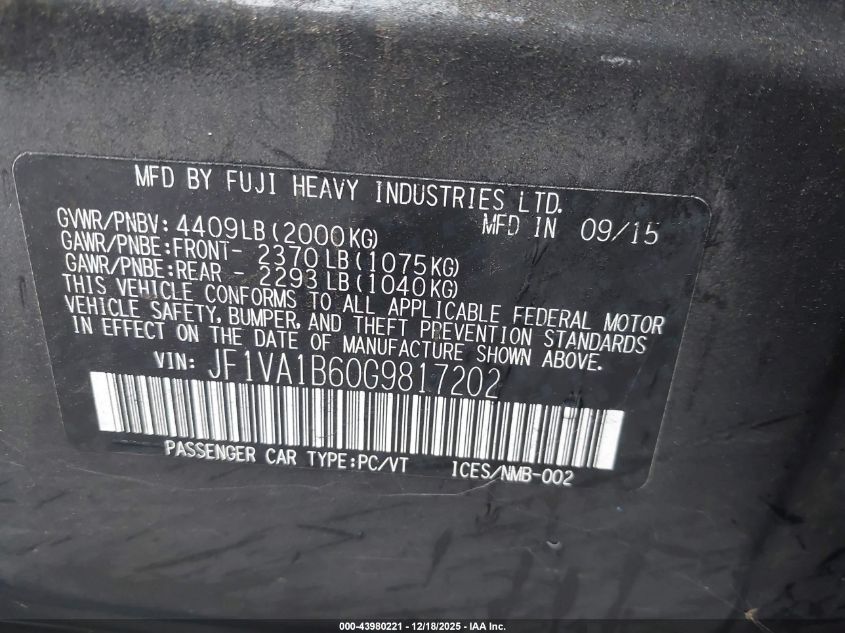 MFD BY FUJI HEAVY INDUSTRIES LTD.
GVWR/PNBV: 4409LB(2000KG) MFD IN 09/15
GAWR/PNBE:FRONT- 2370LB(1075KG)
GAWR/PNBE:REAR - 2293LB(1040KG)
THIS VEHICLE CONFORMS TO ALL APPLICABLE FEDERAL MOTOR
VEHICLE SAFETY, BUMPER, AND THEFT PREVENTION STANDARDS
IN EFFECT ON THE DATE OF MANUFACTURE SHOWN ABOVE.
VIN: JF1VA1B60G9817202
PASSENGER CAR TYPE:PC/VT ICES/NMB-002
000-43980221 - 12/18/2025 - IAA Inc.